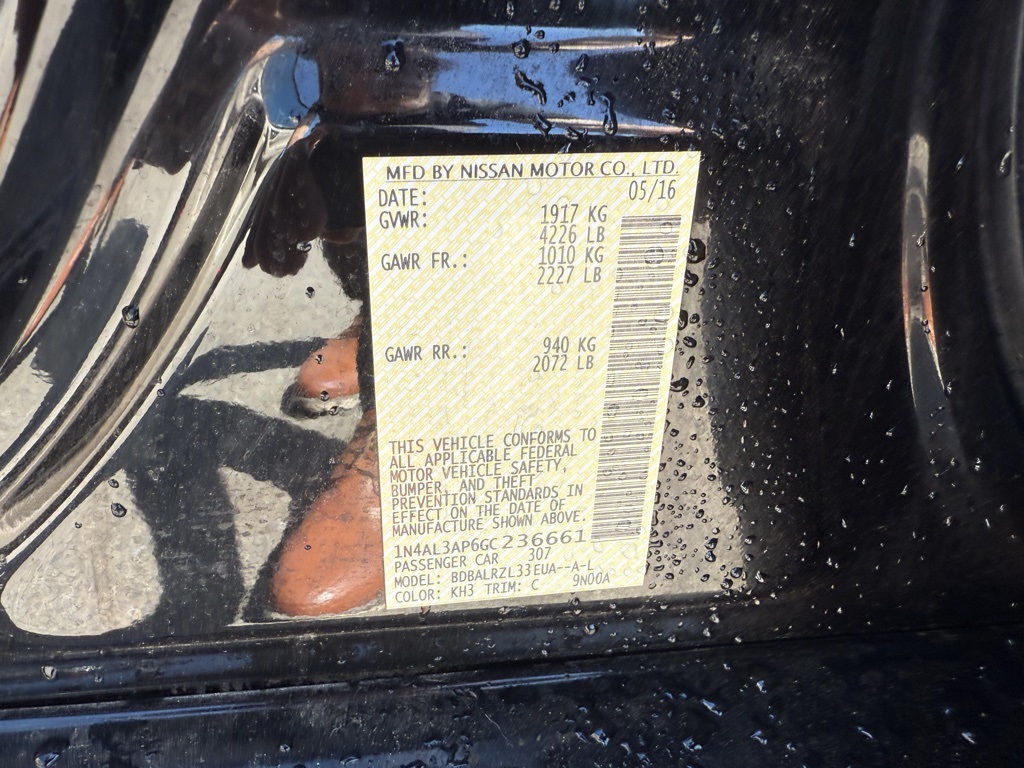 MFD BY NISSAN MOTOR CO., LTD.
DATE: 05/16
GVWR: 1917 KG
4226 LB
GAWR FR.: 1010 KG
2227 LB
GAWR RR.: 940 KG
2072 LB
THIS VEHICLE CONFORMS TO
ALL APPLICABLE FEDERAL
MOTOR VEHICLE SAFETY,
BUMPER, AND THEFT
PREVENTION STANDARDS IN
EFFECT ON THE DATE OF
MANUFACTURE SHOWN ABOVE.
1N4AL3AP6GC236661
PASSENGER CAR 307
MODEL: BDBALRZL33EUA--A-L
COLOR: KH3 TRIM: C 9N00A